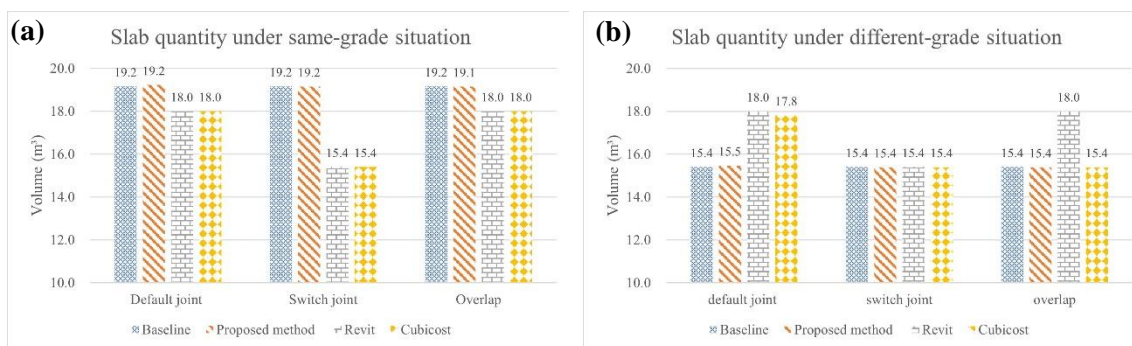 (a)
Slab quantity under same-grade situation
20.0
18.0
16.0
14.0
12.0
10.0
Volume (m³)
19.2 19.2 18.0 18.0
19.2 19.2 15.4 15.4
19.2 19.1 18.0 18.0
Default joint Switch joint Overlap
Baseline Proposed method Revit Cubicost
(b)
Slab quantity under different-grade situation
20.0
18.0
16.0
14.0
12.0
10.0
Volume (m³)
15.4 15.5 18.0 17.8
15.4 15.4 15.4 15.4
15.4 15.4 18.0 15.4
default joint switch joint overlap
Baseline Proposed method Revit Cubicost